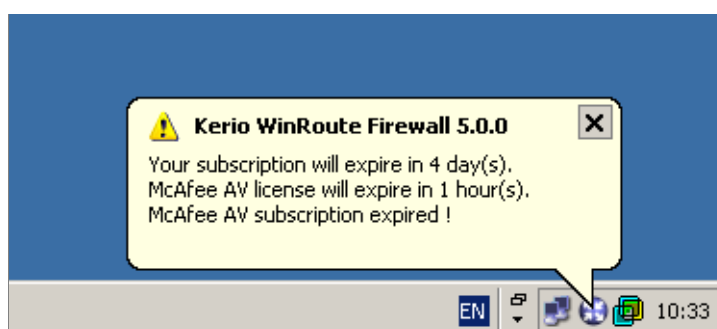 Kerio WinRoute Firewall 5.0.0
Your subscription will expire in 4 day(s).
McAfee AV license will expire in 1 hour(s).
McAfee AV subscription expired !
EN
10:33